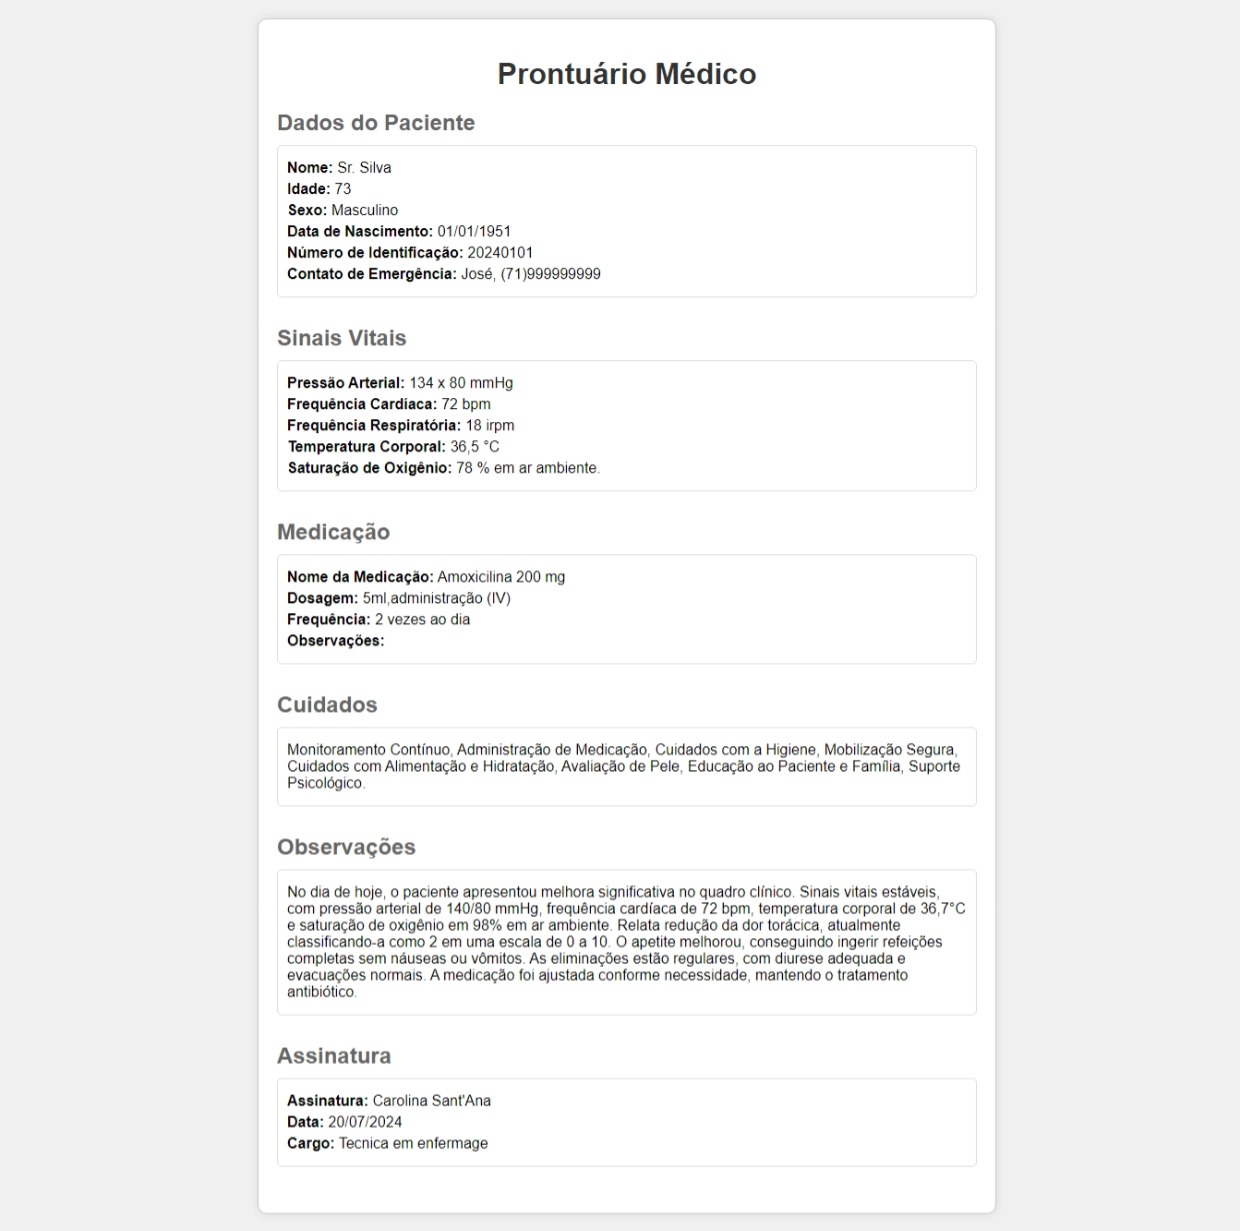 Prontuário Médico
Dados do Paciente
Nome: Sr. Silva
Idade: 73
Sexo: Masculino
Data de Nascimento: 01/01/1951
Número de Identificação: 20240101
Contato de Emergência: José, (71)999999999
Sinais Vitais
Pressão Arterial: 134 x 80 mmHg
Frequência Cardíaca: 72 bpm
Frequência Respiratória: 18 irpm
Temperatura Corporal: 36,5 °C
Saturação de Oxigênio: 78 % em ar ambiente.
Medicação
Nome da Medicação: Amoxicilina 200 mg
Dosagem: 5ml,administração (IV)
Frequência: 2 vezes ao dia
Observações:
Cuidados
Monitoramento Contínuo, Administração de Medicação, Cuidados com a Higiene, Mobilização Segura,
Cuidados com Alimentação e Hidratação, Avaliação de Pele, Educação ao Paciente e Família, Suporte
Psicológico.
Observações
No dia de hoje, o paciente apresentou melhora significativa no quadro clínico. Sinais vitais estáveis,
com pressão arterial de 140/80 mmHg, frequência cardíaca de 72 bpm, temperatura corporal de 36,7°C
e saturação de oxigênio em 98% em ar ambiente. Relata redução da dor torácica, atualmente
classificando-a como 2 em uma escala de 0 a 10. O apetite melhorou, conseguindo ingerir refeições
completas sem náuseas ou vômitos. As eliminações estão regulares, com diurese adequada e
evacuações normais. A medicação foi ajustada conforme necessidade, mantendo o tratamento
antibiótico.
Assinatura
Assinatura: Carolina Sant'Ana
Data: 20/07/2024
Cargo: Tecnica em enfermage